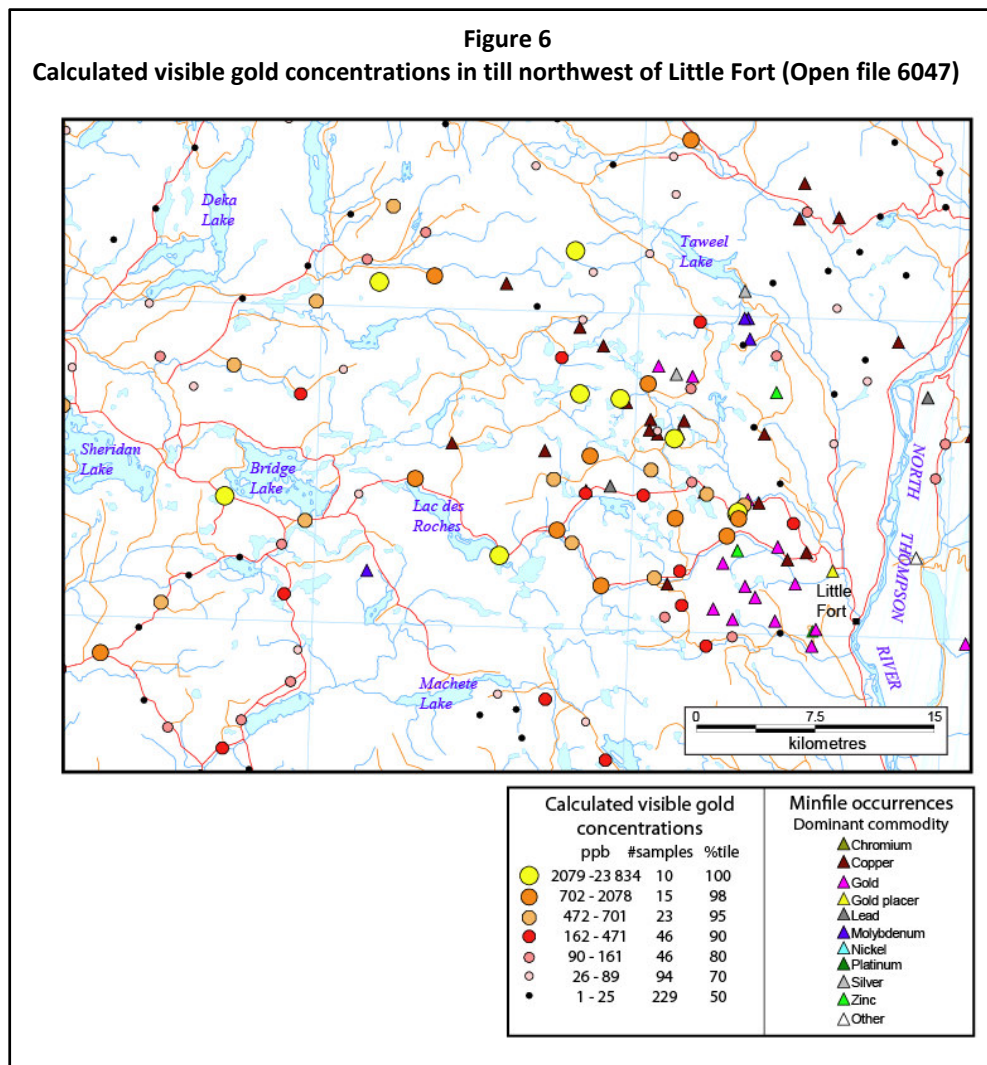 Figure 6
Calculated visible gold concentrations in till northwest of Little Fort (Open file 6047)
Deka
Lake
Taweel
Lake
Sheridan
Lake
Bridge
Lake
Lac des
Roches
NORTH
THOMPSON
RIVER
Little
Fort
Machete
Lake
0 7.5 15
kilometres
Calculated visible gold
concentrations
ppb #samples %tile
2079 -23 834 10 100
702 - 2078 15 98
472 - 701 23 95
162 - 471 46 90
90 - 161 46 80
26 - 89 94 70
1 - 25 229 50
Minfile occurrences
Dominant commodity
Chromium
Copper
Gold
Gold placer
Lead
Molybdenum
Nickel
Platinum
Silver
Zinc
Other